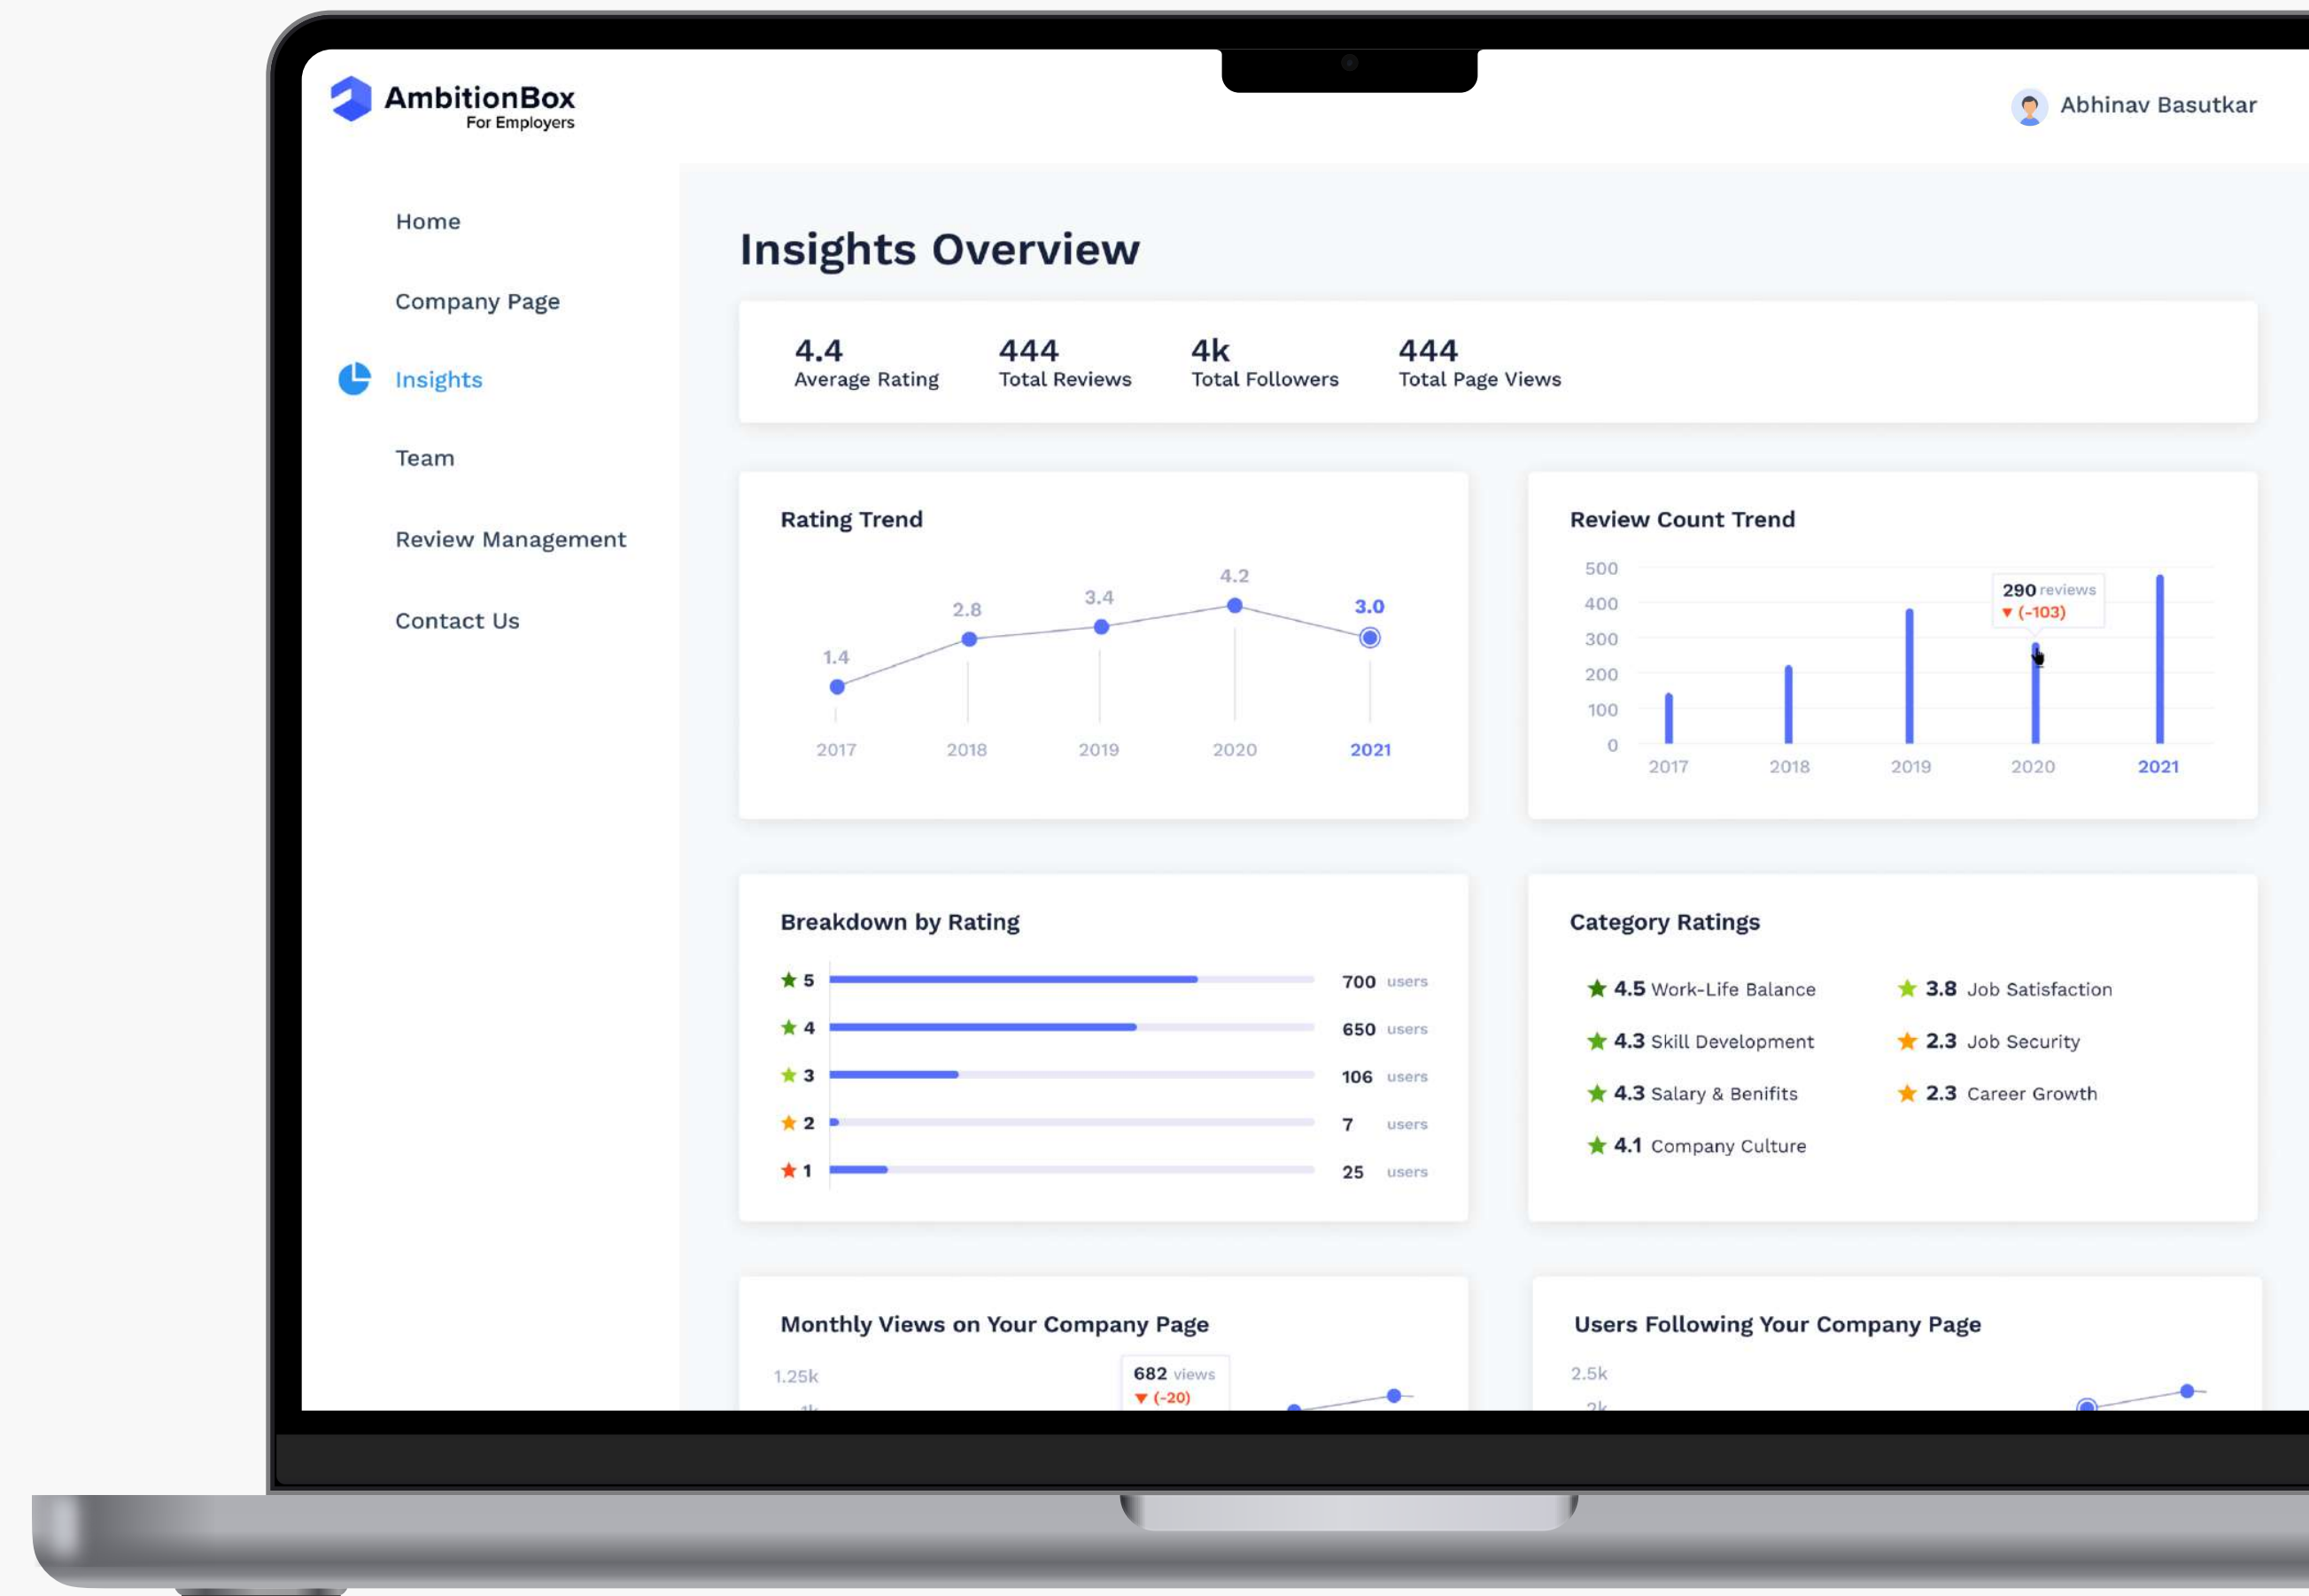 AmbitionBox
For Employers
Abhinav Basutkar
Home
Company Page
Insights
Team
Review Management
Contact Us
Insights Overview
4.4
Average Rating
444
Total Reviews
4k
Total Followers
444
Total Page Views
Rating Trend
1.4
2.8
3.4
4.2
3.0
2017 2018 2019 2020 2021
Review Count Trend
500
400
300
200
100
0
290 reviews
▼ (-103)
2017 2018 2019 2020 2021
Breakdown by Rating
★ 5 700 users
★ 4 650 users
★ 3 106 users
★ 2 7 users
★ 1 25 users
Category Ratings
★ 4.5 Work-Life Balance
★ 4.3 Skill Development
★ 4.3 Salary & Benifits
★ 4.1 Company Culture
★ 3.8 Job Satisfaction
★ 2.3 Job Security
★ 2.3 Career Growth
Monthly Views on Your Company Page
1.25k
682 views
▼ (-20)
Users Following Your Company Page
2.5k